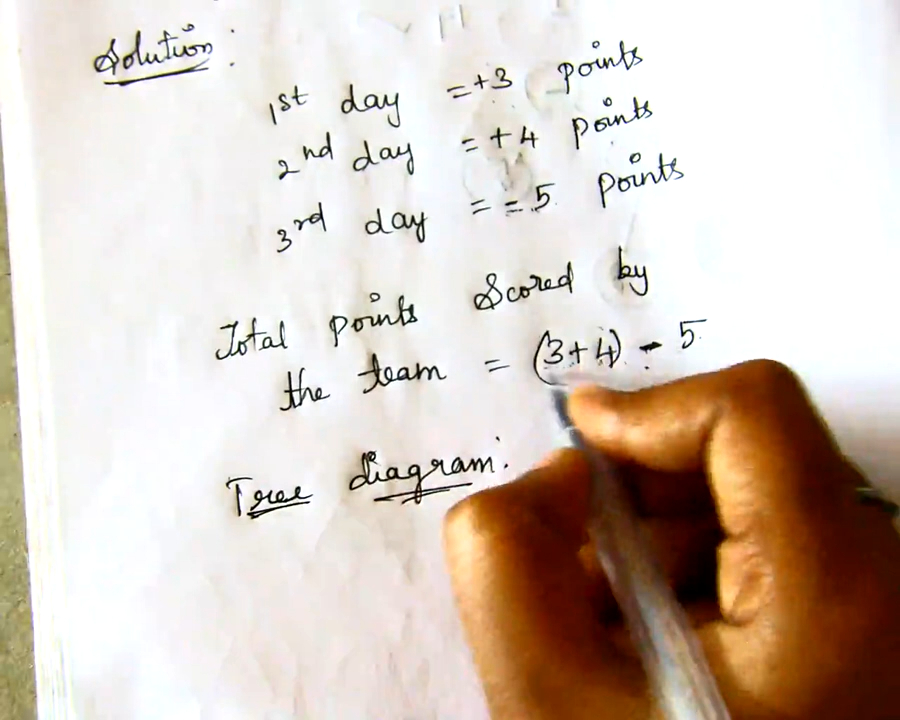 Solution:
1st day = +3 points
2nd day = +4 points
3rd day = -5 points
Total points Scored by
the team = (3+4) - 5
Tree diagram: